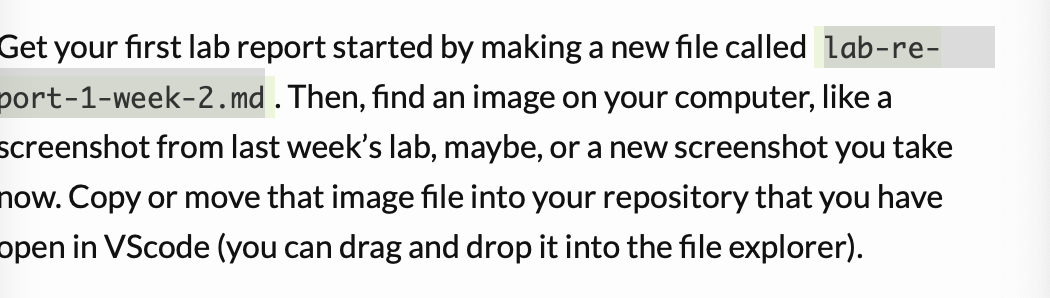 Get your first lab report started by making a new file called lab-re-
port-1-week-2.md. Then, find an image on your computer, like a
screenshot from last week’s lab, maybe, or a new screenshot you take
now. Copy or move that image file into your repository that you have
open in VScode (you can drag and drop it into the file explorer).